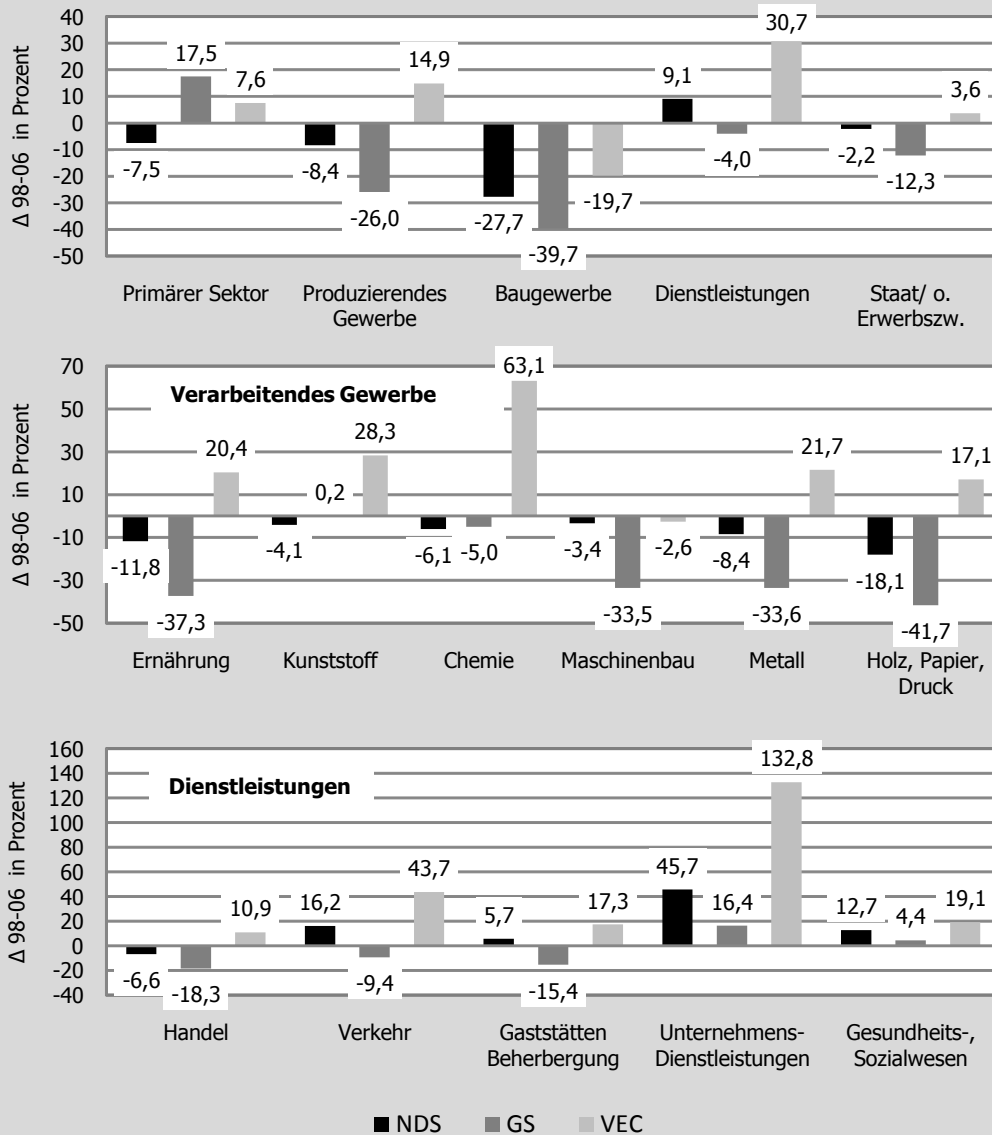 Δ 98-06 in Prozent
40
30
20
10
0
-10
-20
-30
-40
-50
-7,5
17,5
7,6
-8,4
-26,0
14,9
-27,7
-39,7
-19,7
9,1
-4,0
30,7
-2,2
-12,3
3,6
Primärer Sektor
Produzierendes
Gewerbe
Baugewerbe
Dienstleistungen
Staat/ o.
Erwerbszw.
Δ 98-06 in Prozent
70
50
30
10
-10
-30
-50
Verarbeitendes Gewerbe
-11,8
-37,3
20,4
-4,1
0,2
28,3
-6,1
-5,0
63,1
-3,4
-33,5
-2,6
-8,4
-33,6
21,7
-18,1
-41,7
17,1
Ernährung
Kunststoff
Chemie
Maschinenbau
Metall
Holz, Papier,
Druck
Δ 98-06 in Prozent
160
140
120
100
80
60
40
20
0
-20
-40
Dienstleistungen
-6,6
-18,3
10,9
16,2
-9,4
43,7
5,7
-15,4
17,3
45,7
16,4
132,8
12,7
4,4
19,1
Handel
Verkehr
Gaststätten
Beherbergung
Unternehmens-
Dienstleistungen
Gesundheits-,
Sozialwesen
NDS GS VEC